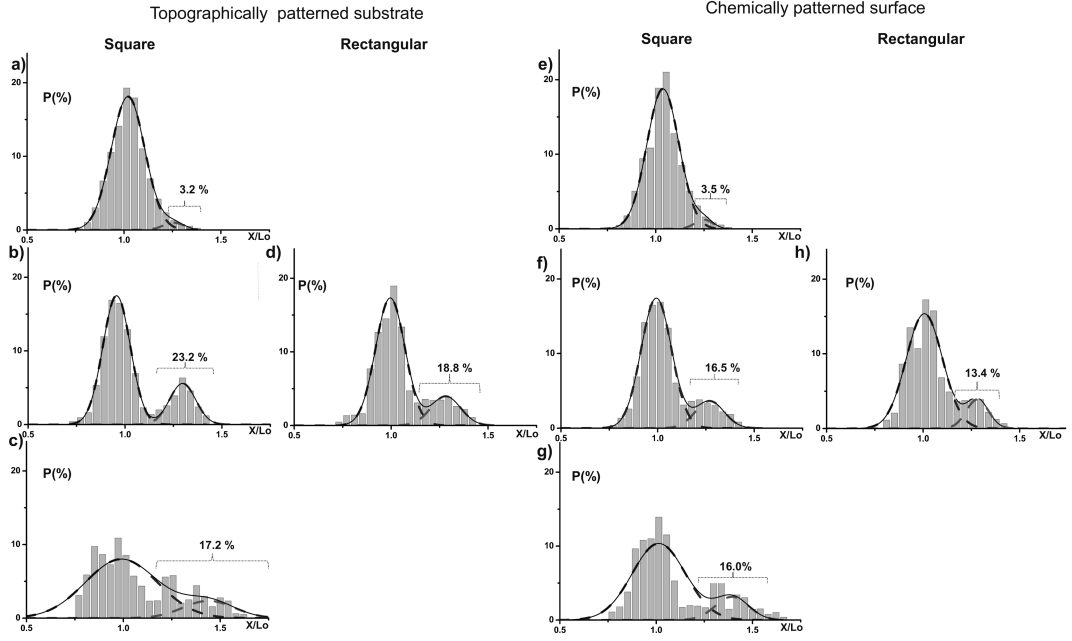 Topographically patterned substrate
Chemically patterned surface
Square
Rectangular
Square
Rectangular
a)
20
P(%)
10
3.2 %
0
0.5
1.0
1.5
X/Lo
e)
20
P(%)
10
3.5 %
0
0.5
1.0
1.5
X/Lo
b)
20
P(%)
10
23.2 %
0
0.5
1.0
1.5
X/Lo
d)
20
P(%)
10
18.8 %
0
0.5
1.0
1.5
X/Lo
f)
20
P(%)
10
16.5 %
0
0.5
1.0
1.5
X/Lo
h)
20
P(%)
10
13.4 %
0
0.5
1.0
1.5
X/Lo
c)
20
P(%)
10
17.2 %
0
0.5
1.0
1.5
X/Lo
g)
20
P(%)
10
16.0%
0
0.5
1.0
1.5
X/Lo